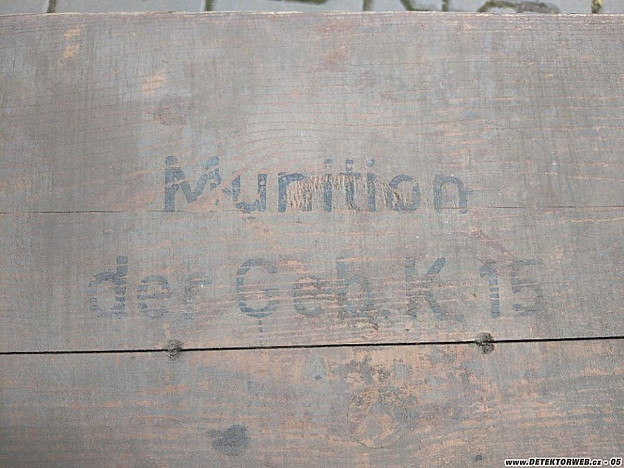 Munition
der Geb. K 15
www.DETEKTORWEB.cz - 05